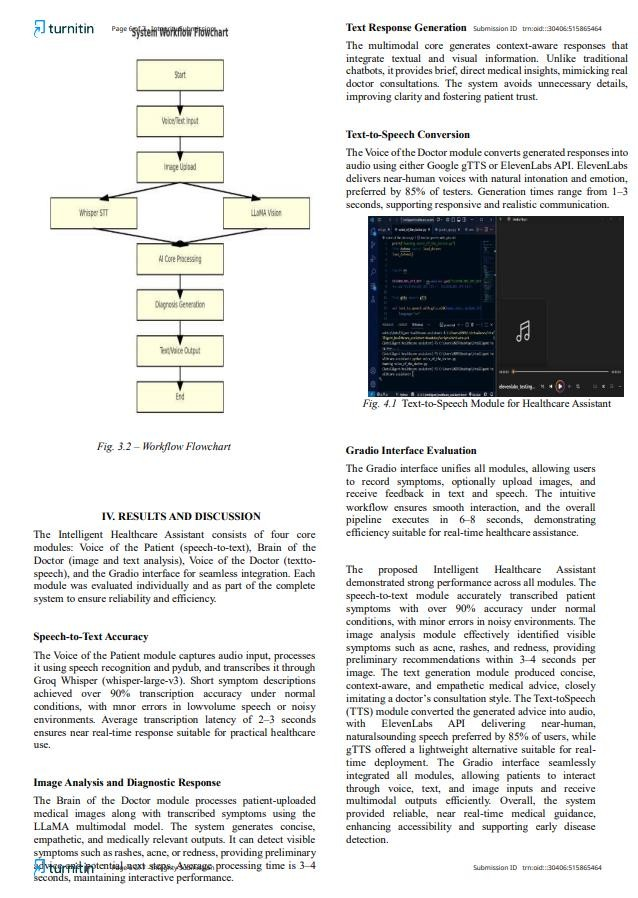 turnitin
Submission ID trn:oid:::30406:515865464
System Workflow Flowchart
Start
Voice/Text Input
Image Upload
Whisper STT
LLaMA Vision
AI Core Processing
Diagnosis Generation
Text/Voice Output
End
Fig. 3.2 – Workflow Flowchart
IV. RESULTS AND DISCUSSION
The Intelligent Healthcare Assistant consists of four core
modules: Voice of the Patient (speech-to-text), Brain of the
Doctor (image and text analysis), Voice of the Doctor (textto-
speech), and the Gradio interface for seamless integration. Each
module was evaluated individually and as part of the complete
system to ensure reliability and efficiency.
Speech-to-Text Accuracy
The Voice of the Patient module captures audio input, processes
it using speech recognition and pydub, and transcribes it through
Groq Whisper (whisper-large-v3). Short symptom descriptions
achieved over 90% transcription accuracy under normal
conditions, with mnor errors in lowvolume speech or noisy
environments. Average transcription latency of 2–3 seconds
ensures near real-time response suitable for practical healthcare
use.
Image Analysis and Diagnostic Response
The Brain of the Doctor module processes patient-uploaded
medical images along with transcribed symptoms using the
LLaMA multimodal model. The system generates concise,
empathetic, and medically relevant outputs. It can detect visible
symptoms such as rashes, acne, or redness, providing preliminary
advice and potential next steps. Average processing time is 3–4
seconds, maintaining interactive performance.
Text Response Generation
The multimodal core generates context-aware responses that
integrate textual and visual information. Unlike traditional
chatbots, it provides brief, direct medical insights, mimicking real
doctor consultations. The system avoids unnecessary details,
improving clarity and fostering patient trust.
Text-to-Speech Conversion
The Voice of the Doctor module converts generated responses into
audio using either Google gTTS or ElevenLabs API. ElevenLabs
delivers near-human voices with natural intonation and emotion,
preferred by 85% of testers. Generation times range from 1–3
seconds, supporting responsive and realistic communication.
Fig. 4.1 Text-to-Speech Module for Healthcare Assistant
Gradio Interface Evaluation
The Gradio interface unifies all modules, allowing users
to record symptoms, optionally upload images, and
receive feedback in text and speech. The intuitive
workflow ensures smooth interaction, and the overall
pipeline executes in 6–8 seconds, demonstrating
efficiency suitable for real-time healthcare assistance.
The proposed Intelligent Healthcare Assistant
demonstrated strong performance across all modules. The
speech-to-text module accurately transcribed patient
symptoms with over 90% accuracy under normal
conditions, with minor errors in noisy environments. The
image analysis module effectively identified visible
symptoms such as acne, rashes, and redness, providing
preliminary recommendations within 3–4 seconds per
image. The text generation module produced concise,
context-aware, and empathetic medical advice, closely
imitating a doctor's consultation style. The Text-toSpeech
(TTS) module converted the generated advice into audio,
with ElevenLabs API delivering near-human,
naturalsounding speech preferred by 85% of users, while
gTTS offered a lightweight alternative suitable for real-
time deployment. The Gradio interface seamlessly
integrated all modules, allowing patients to interact
through voice, text, and image inputs and receive
multimodal outputs efficiently. Overall, the system
provided reliable, near real-time medical guidance,
enhancing accessibility and supporting early disease
detection.
turnitin
Submission ID trn:oid:::30406:515865464